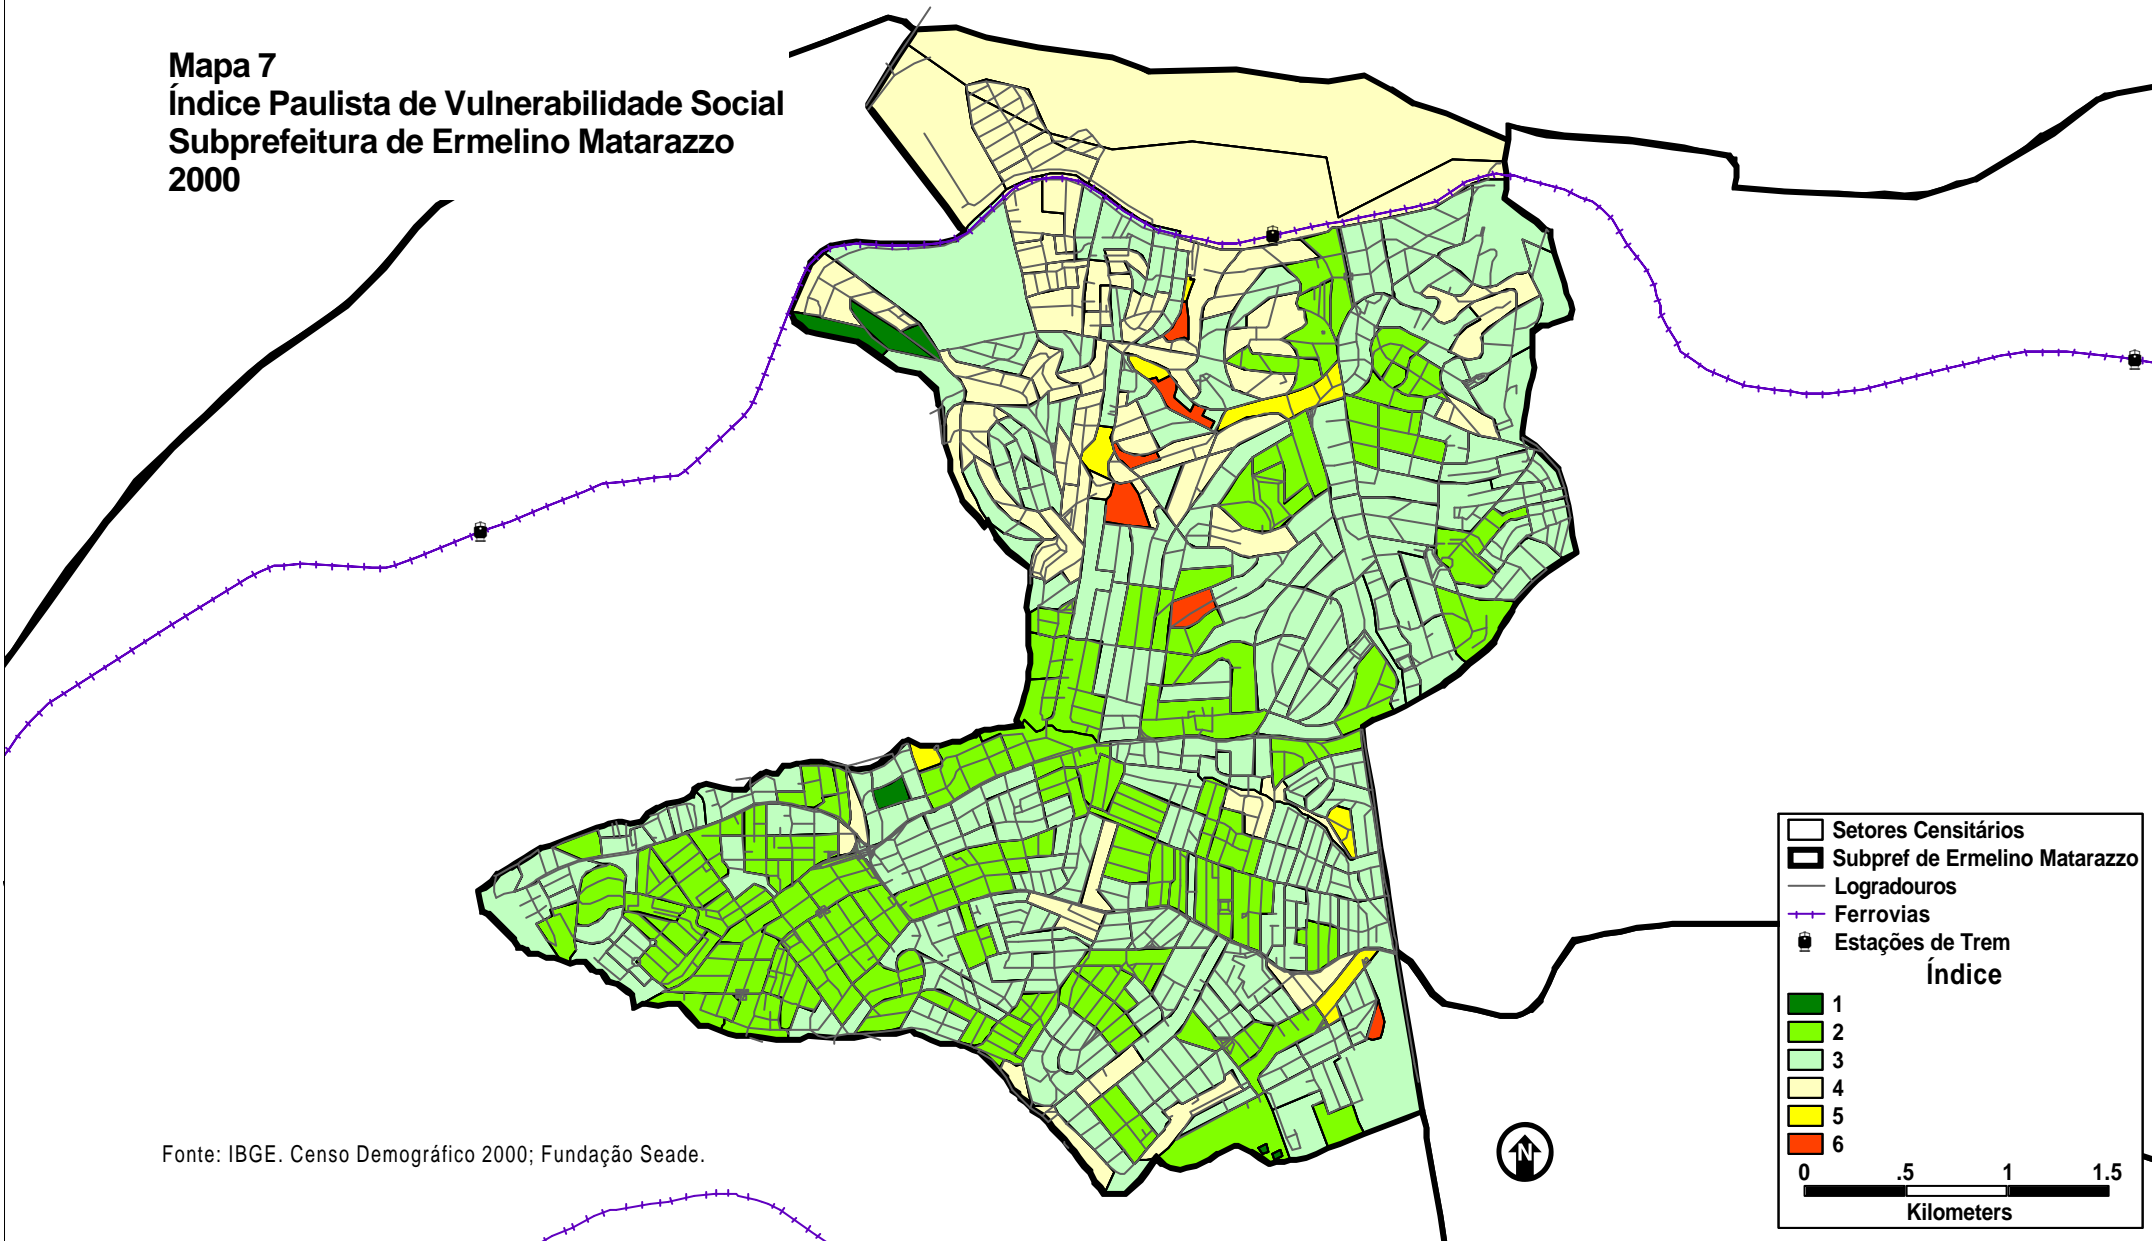 Mapa 7
Índice Paulista de Vulnerabilidade Social
Subprefeitura de Ermelino Matarazzo
2000
Setores Censitários
Subpref de Ermelino Matarazzo
Logradouros
Ferrovias
Estações de Trem
Índice
1
2
3
4
5
6
0 .5 1 1.5
Kilometers
N
Fonte: IBGE. Censo Demográfico 2000; Fundação Seade.